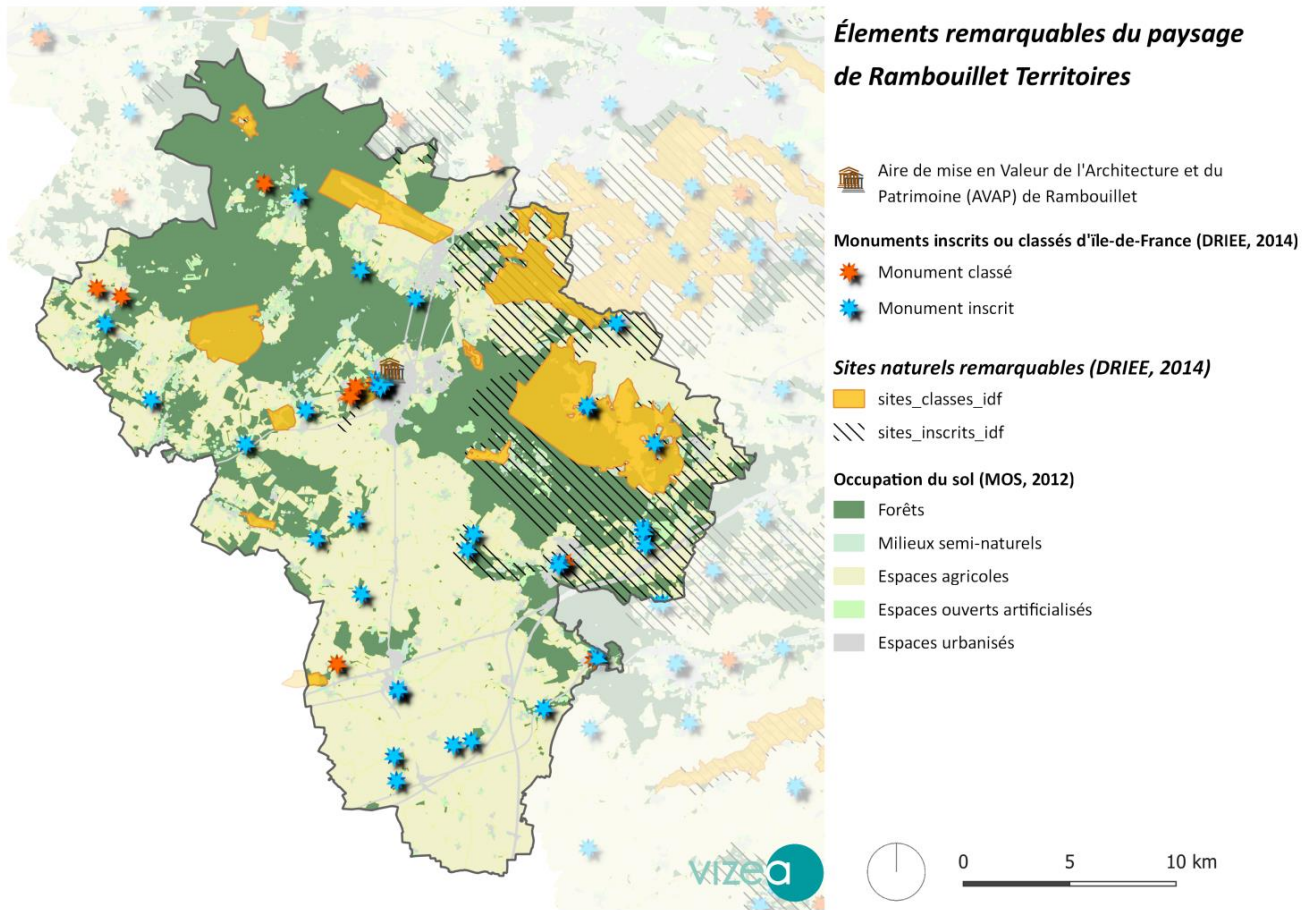 Élements remarquables du paysage
de Rambouillet Territoires
Aire de mise en Valeur de l'Architecture et du
Patrimoine (AVAP) de Rambouillet
Monuments inscrits ou classés d'ïle-de-France (DRIEE, 2014)
Monument classé
Monument inscrit
Sites naturels remarquables (DRIEE, 2014)
sites_classes_idf
sites_inscrits_idf
Occupation du sol (MOS, 2012)
Forêts
Milieux semi-naturels
Espaces agricoles
Espaces ouverts artificialisés
Espaces urbanisés
vizea
0 5 10 km